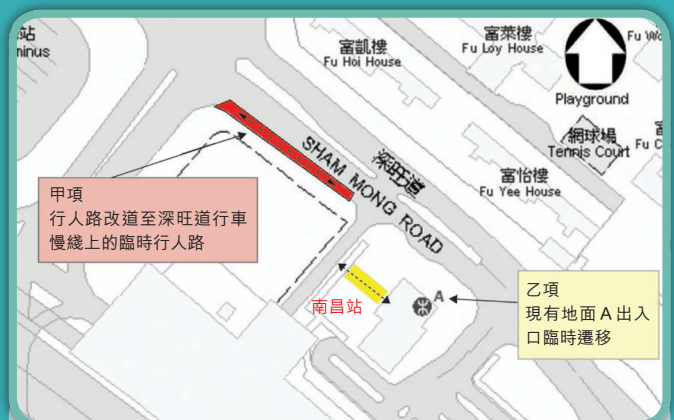 站
minus
富凱樓
Fu Hoi House
富萊樓
Fu Loy House
Playground
網球場
Tennis Court
Fu C
富怡樓
Fu Yee House
深旺道
SHAM MONG ROAD
甲項
行人路改道至深旺道行車
慢綫上的臨時行人路
南昌站
A
乙項
現有地面A出入
口臨時遷移